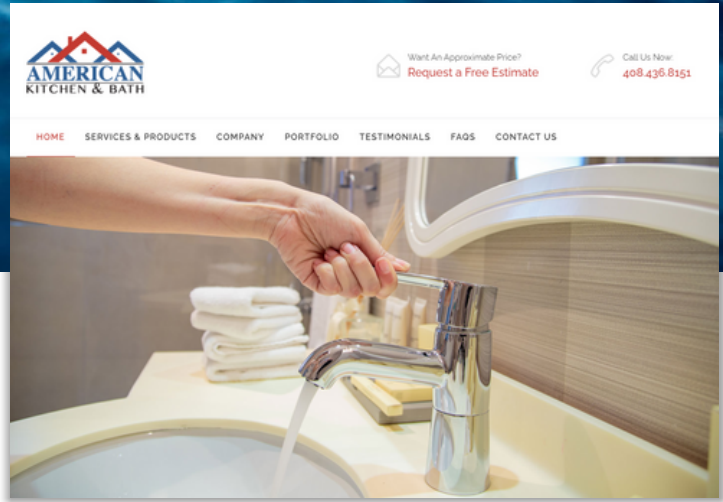 AMERICAN
KITCHEN & BATH
Want An Approximate Price?
Request a Free Estimate
Call Us Now:
408.436.8151
HOME SERVICES & PRODUCTS COMPANY PORTFOLIO TESTIMONIALS FAQS CONTACT US